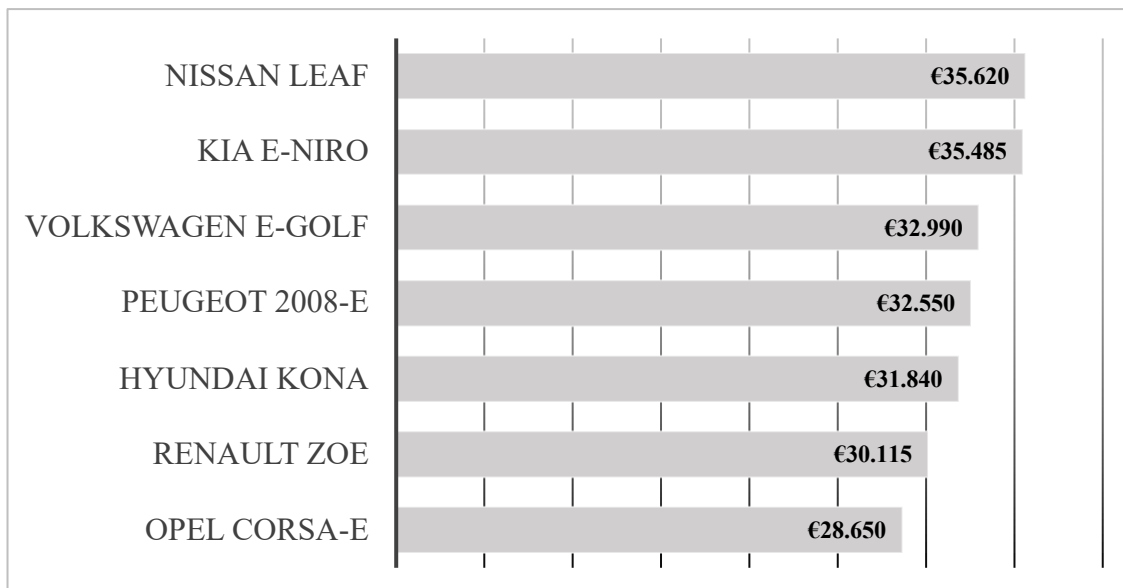 NISSAN LEAF €35.620
KIA E-NIRO €35.485
VOLKSWAGEN E-GOLF €32.990
PEUGEOT 2008-E €32.550
HYUNDAI KONA €31.840
RENAULT ZOE €30.115
OPEL CORSA-E €28.650